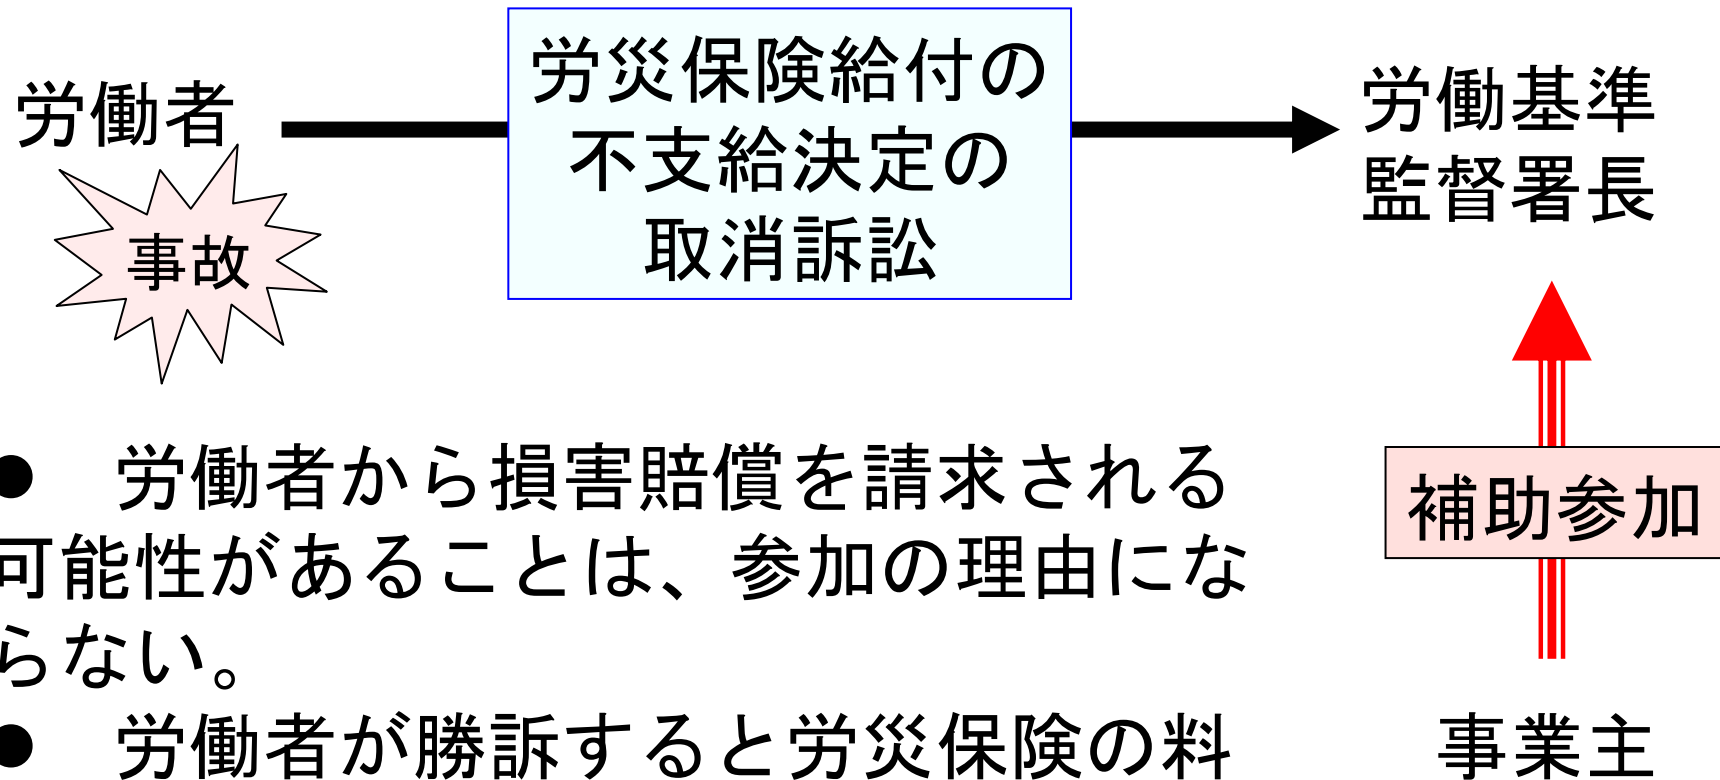 労働者
事故
労災保険給付の
不支給決定の
取消訴訟
労働基準
監督署長
補助参加
事業主
● 労働者から損害賠償を請求される
可能性があることは、参加の理由にな
らない。
● 労働者が勝訴すると労災保険の料